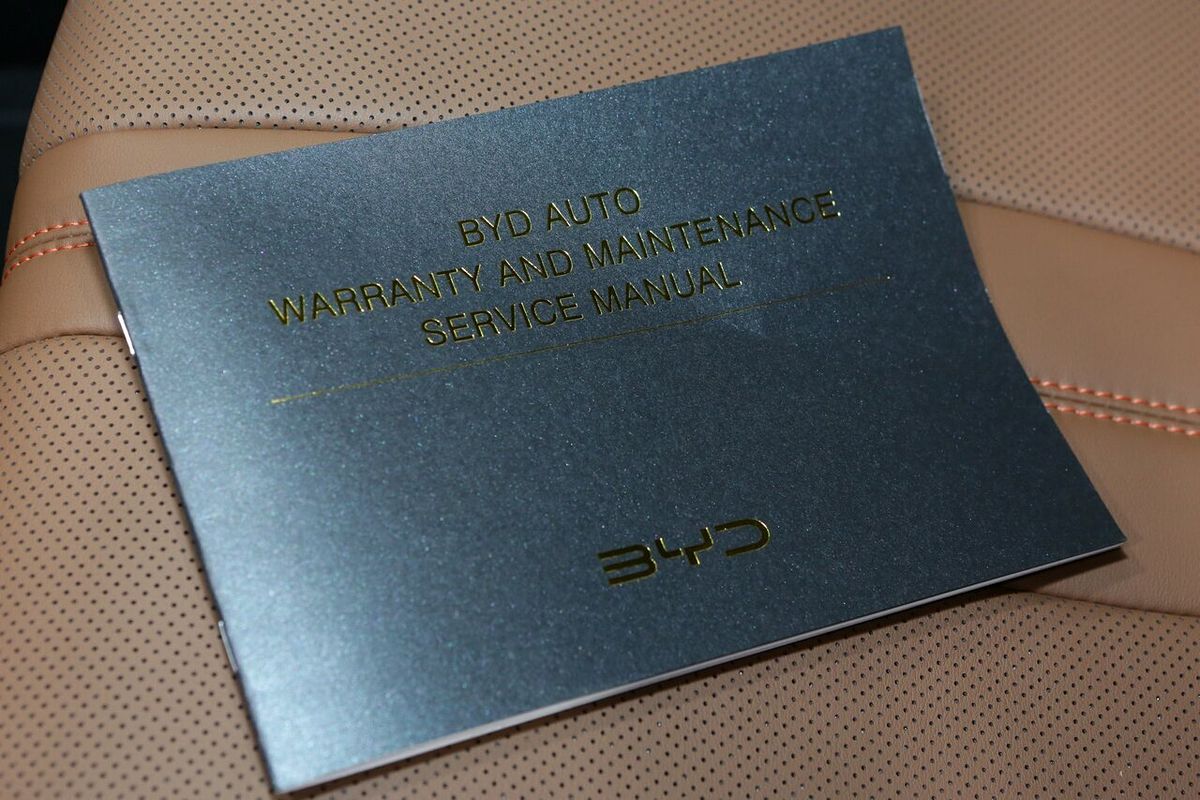 BYD AUTO
WARRANTY AND MAINTENANCE
SERVICE MANUAL
BYD